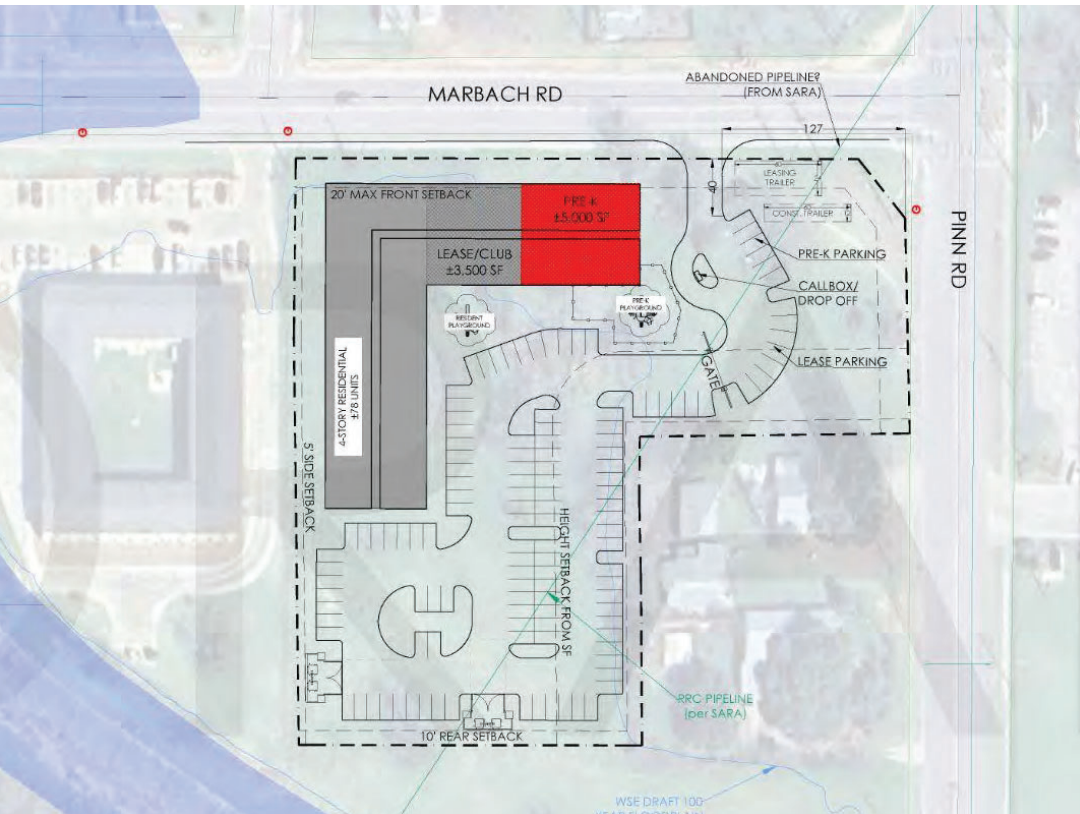 ABANDONED PIPELINE?
(FROM SARA)
MARBACH RD
127
20' MAX FRONT SETBACK
PRE-K
±5,000 SF
40
LEASING
TRAILER
CONST. TRAILER
LEASE/CLUB
±3,500 SF
PRE-K PARKING
PINN RD
CALLBOX/
DROP OFF
RESIDENT
PLAYGROUND
PRE-K
PLAYGROUND
LEASE PARKING
GATE
4-STORY RESIDENTIAL
±78 UNITS
5' SIDE SETBACK
HEIGHT SETBACK FROM SF
RRC PIPELINE
(per SARA)
10' REAR SETBACK
WSE DRAFT 100